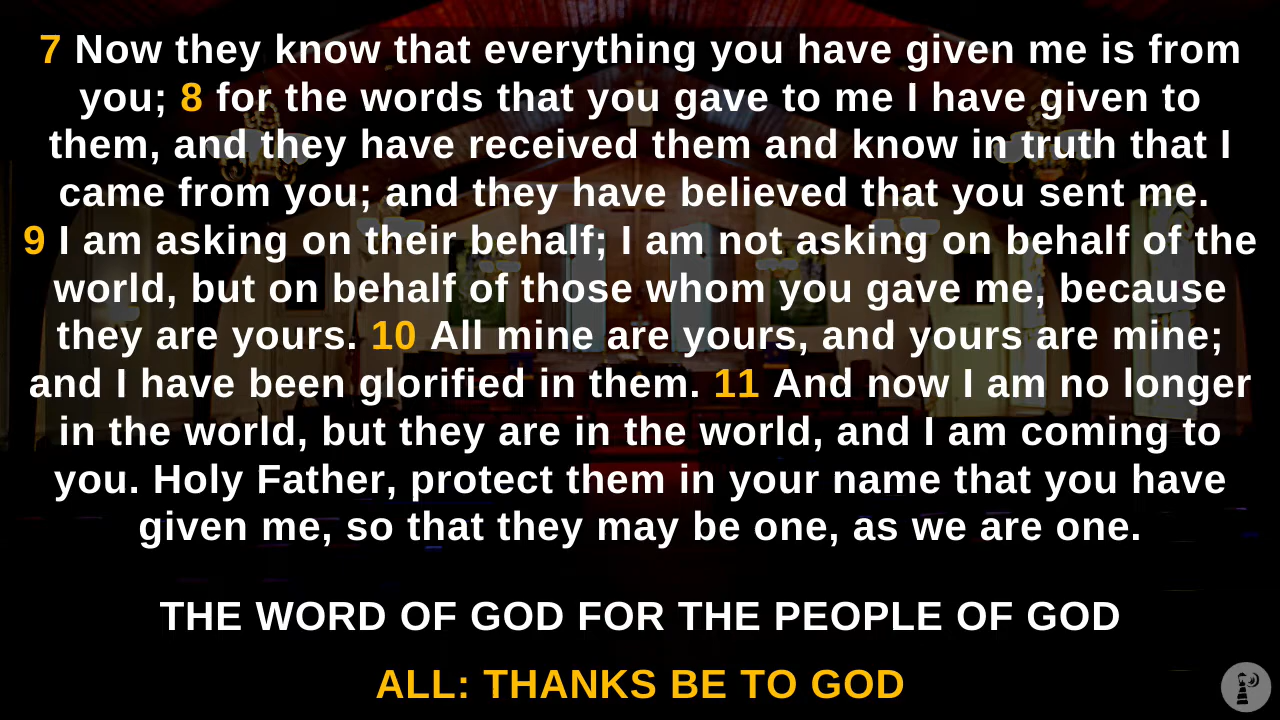 7 Now they know that everything you have given me is from
you; 8 for the words that you gave to me I have given to
them, and they have received them and know in truth that I
came from you; and they have believed that you sent me.
9 I am asking on their behalf; I am not asking on behalf of the
world, but on behalf of those whom you gave me, because
they are yours. 10 All mine are yours, and yours are mine;
and I have been glorified in them. 11 And now I am no longer
in the world, but they are in the world, and I am coming to
you. Holy Father, protect them in your name that you have
given me, so that they may be one, as we are one.
THE WORD OF GOD FOR THE PEOPLE OF GOD
ALL: THANKS BE TO GOD